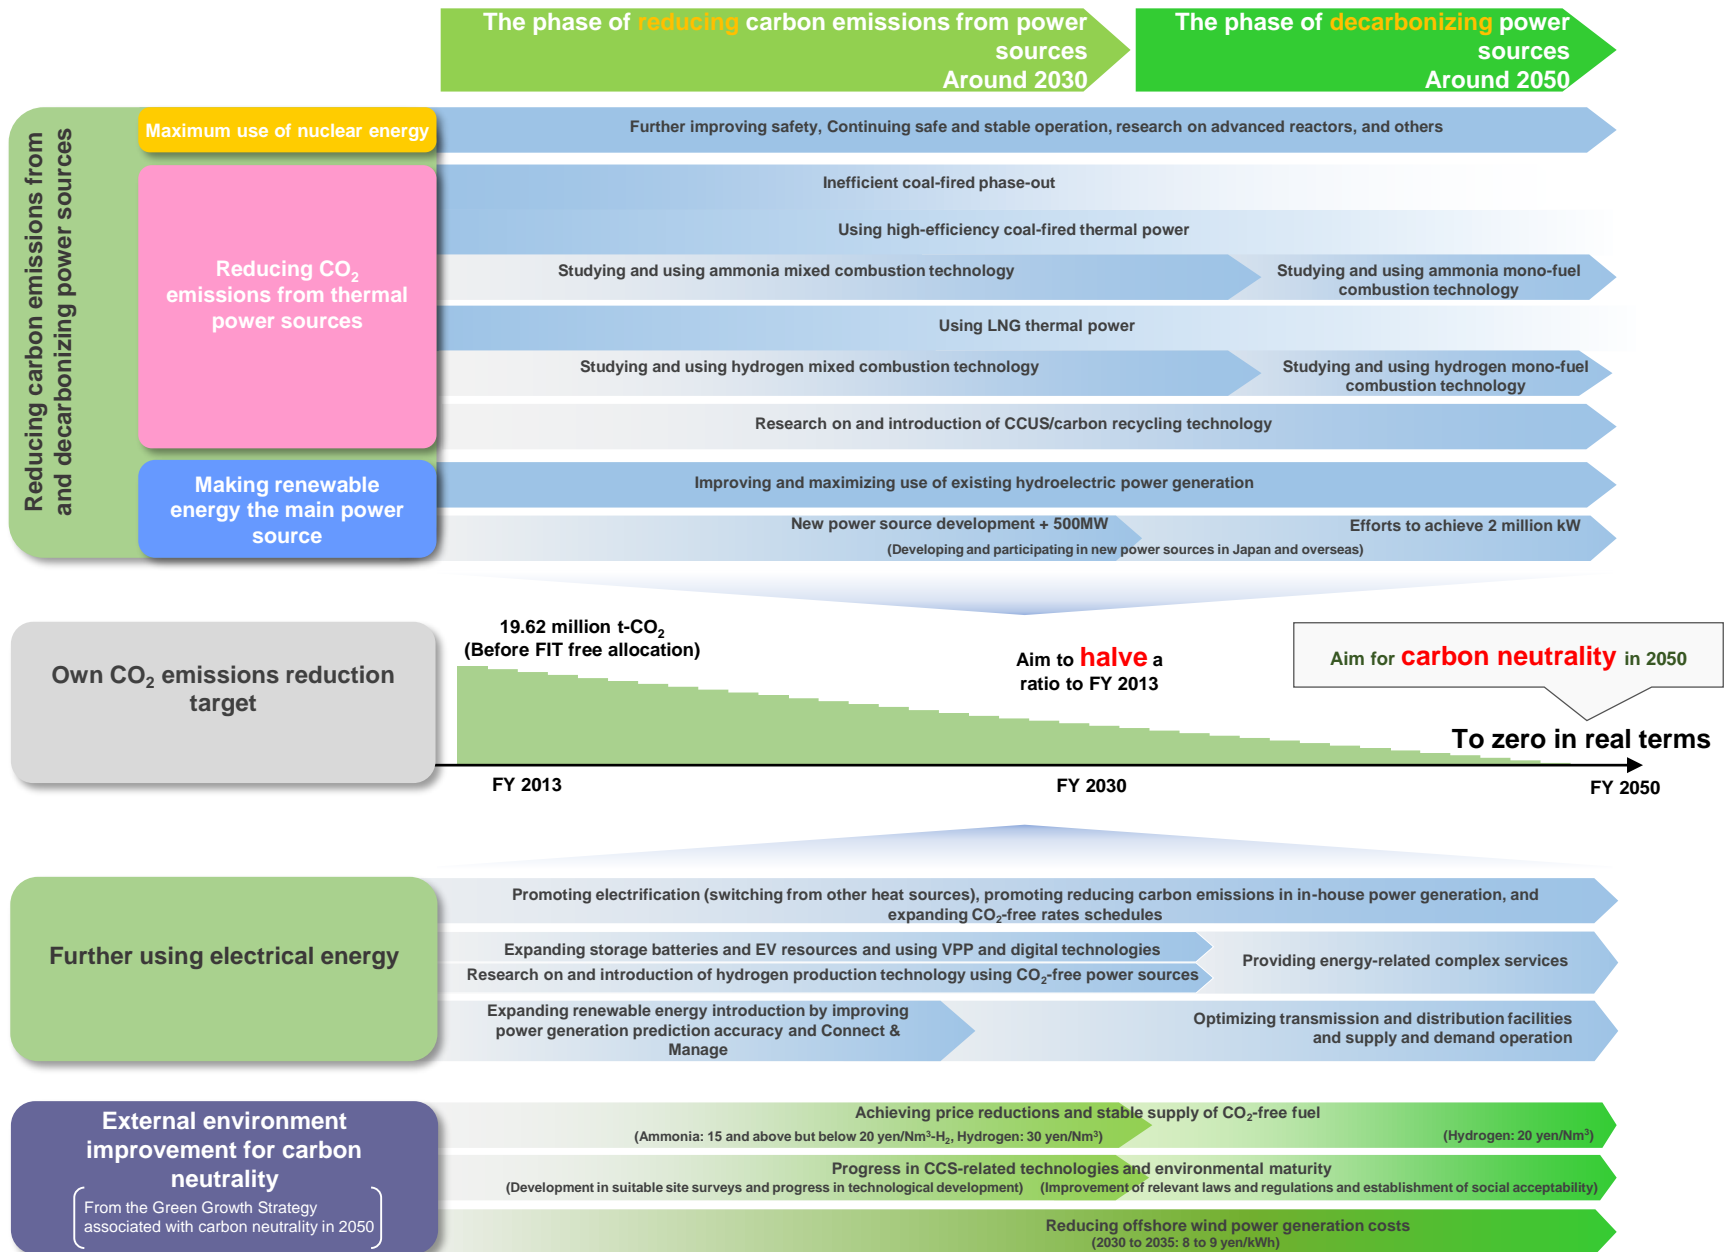 The phase of reducing carbon emissions from power
sources
Around 2030
The phase of decarbonizing power
sources
Around 2050
Reducing carbon emissions from
and decarbonizing power sources
Maximum use of nuclear energy
Further improving safety, Continuing safe and stable operation, research on advanced reactors, and others
Reducing CO₂
emissions from thermal
power sources
Inefficient coal-fired phase-out
Using high-efficiency coal-fired thermal power
Studying and using ammonia mixed combustion technology
Studying and using ammonia mono-fuel
combustion technology
Using LNG thermal power
Studying and using hydrogen mixed combustion technology
Studying and using hydrogen mono-fuel
combustion technology
Research on and introduction of CCUS/carbon recycling technology
Making renewable
energy the main power
source
Improving and maximizing use of existing hydroelectric power generation
New power source development + 500MW
Efforts to achieve 2 million kW
(Developing and participating in new power sources in Japan and overseas)
Own CO₂ emissions reduction
target
19.62 million t-CO₂
(Before FIT free allocation)
Aim to halve a
ratio to FY 2013
Aim for carbon neutrality in 2050
To zero in real terms
FY 2013
FY 2030
FY 2050
Further using electrical energy
Promoting electrification (switching from other heat sources), promoting reducing carbon emissions in in-house power generation, and
expanding CO₂-free rates schedules
Expanding storage batteries and EV resources and using VPP and digital technologies
Research on and introduction of hydrogen production technology using CO₂-free power sources
Providing energy-related complex services
Expanding renewable energy introduction by improving
power generation prediction accuracy and Connect &
Manage
Optimizing transmission and distribution facilities
and supply and demand operation
External environment
improvement for carbon
neutrality
From the Green Growth Strategy
associated with carbon neutrality in 2050
Achieving price reductions and stable supply of CO₂-free fuel
(Ammonia: 15 and above but below 20 yen/Nm³-H₂, Hydrogen: 30 yen/Nm³)
(Hydrogen: 20 yen/Nm³)
Progress in CCS-related technologies and environmental maturity
(Development in suitable site surveys and progress in technological development)
(Improvement of relevant laws and regulations and establishment of social acceptability)
Reducing offshore wind power generation costs
(2030 to 2035: 8 to 9 yen/kWh)